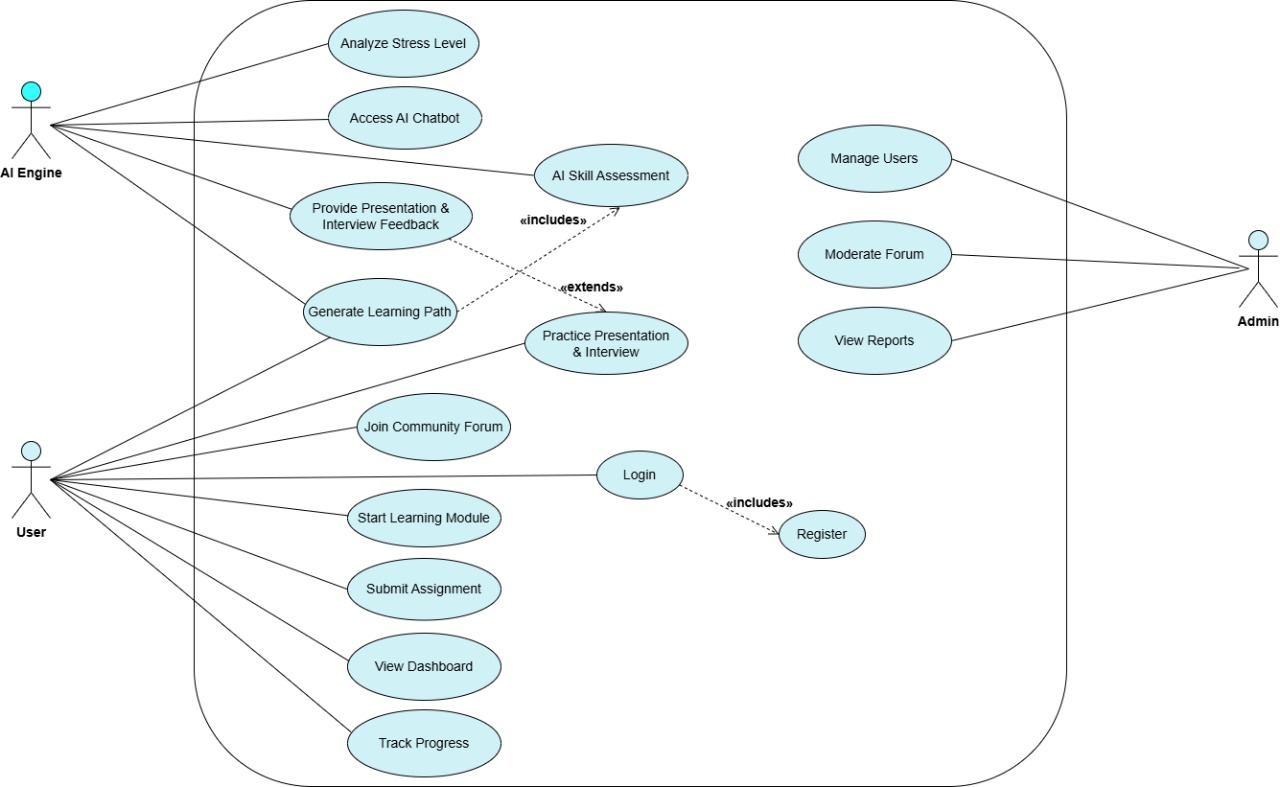 Analyze Stress Level
AI Engine
Access AI Chatbot
AI Skill Assessment
Provide Presentation &
Interview Feedback
«includes»
«extends»
Generate Learning Path
Practice Presentation
& Interview
Manage Users
Moderate Forum
View Reports
Admin
Join Community Forum
User
Login
«includes»
Register
Start Learning Module
Submit Assignment
View Dashboard
Track Progress